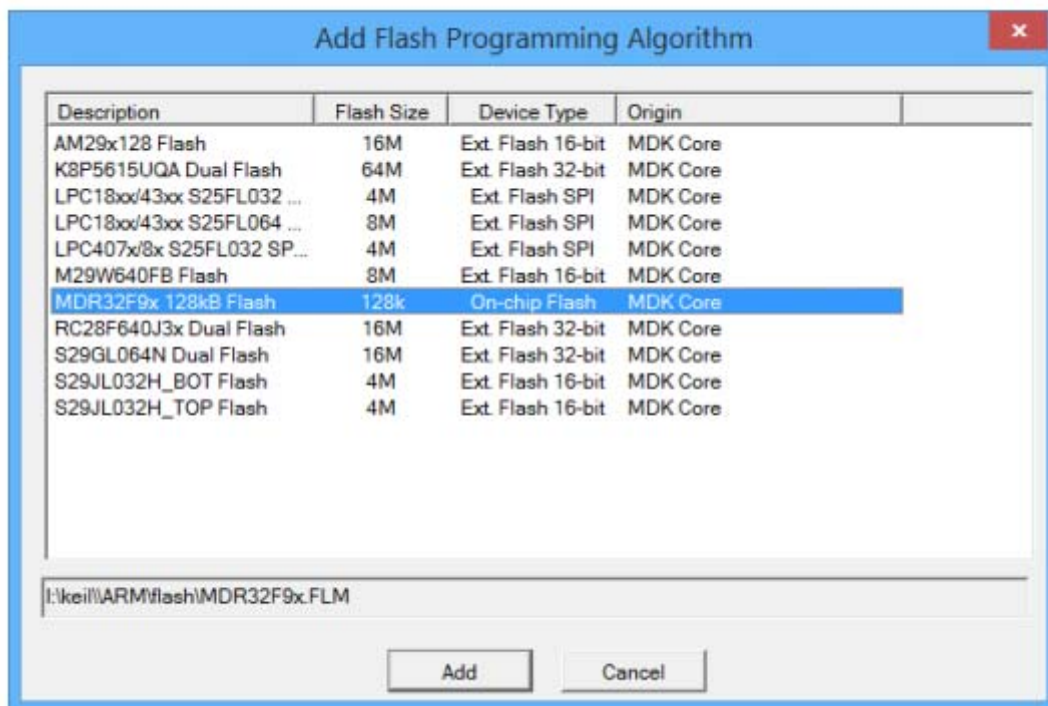 Add Flash Programming Algorithm
Description Flash Size Device Type Origin
AM29x128 Flash 16M Ext. Flash 16-bit MDK Core
K8P5615UQA Dual Flash 64M Ext. Flash 32-bit MDK Core
LPC18xx/43xx S25FL032 ... 4M Ext. Flash SPI MDK Core
LPC18xx/43xx S25FL064 ... 8M Ext. Flash SPI MDK Core
LPC407x/8x S25FL032 SP... 4M Ext. Flash SPI MDK Core
M29W640FB Flash 8M Ext. Flash 16-bit MDK Core
MDR32F9x 128kB Flash 128k On-chip Flash MDK Core
RC28F640J3x Dual Flash 16M Ext. Flash 32-bit MDK Core
S29GL064N Dual Flash 16M Ext. Flash 32-bit MDK Core
S29JL032H_BOT Flash 4M Ext. Flash 16-bit MDK Core
S29JL032H_TOP Flash 4M Ext. Flash 16-bit MDK Core
I:\keil\\ARM\flash\MDR32F9x.FLM
Add Cancel